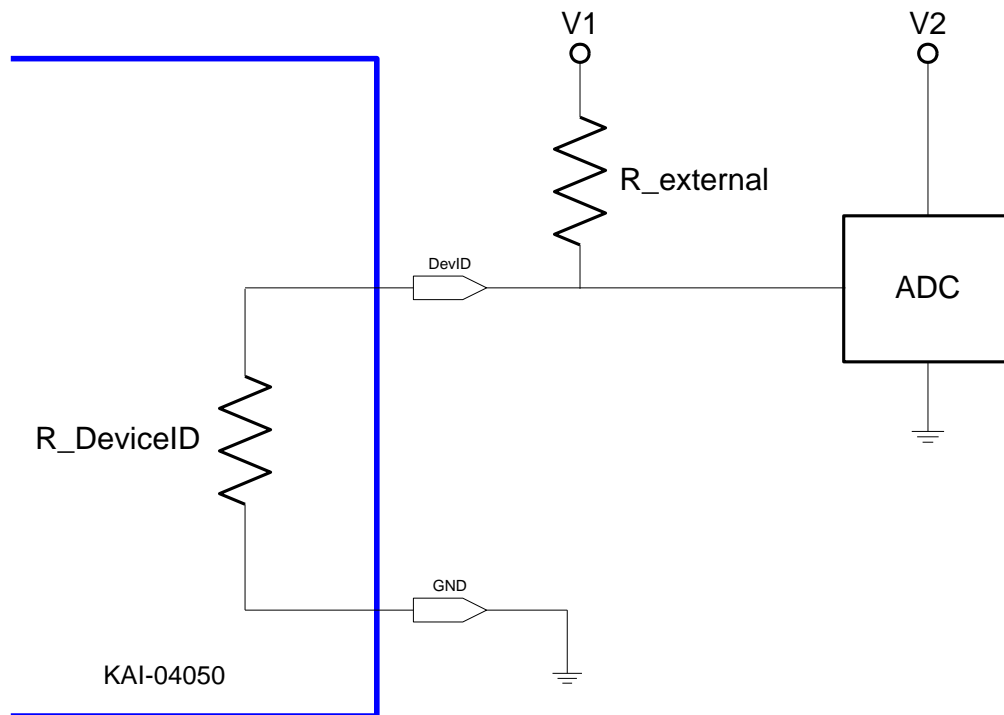 V1
V2
R_external
DevID
ADC
R_DeviceID
GND
KAI-04050